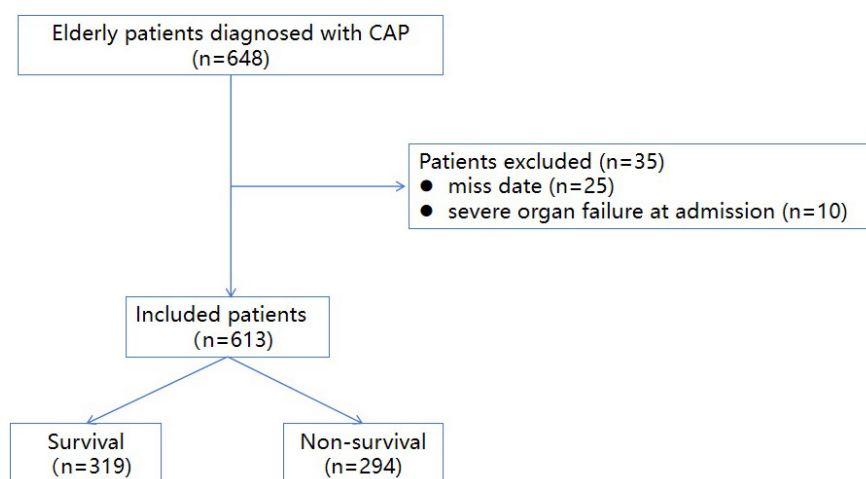 Elderly patients diagnosed with CAP
(n=648)
Patients excluded (n=35)
● miss date (n=25)
● severe organ failure at admission (n=10)
Included patients
(n=613)
Survival
(n=319)
Non-survival
(n=294)